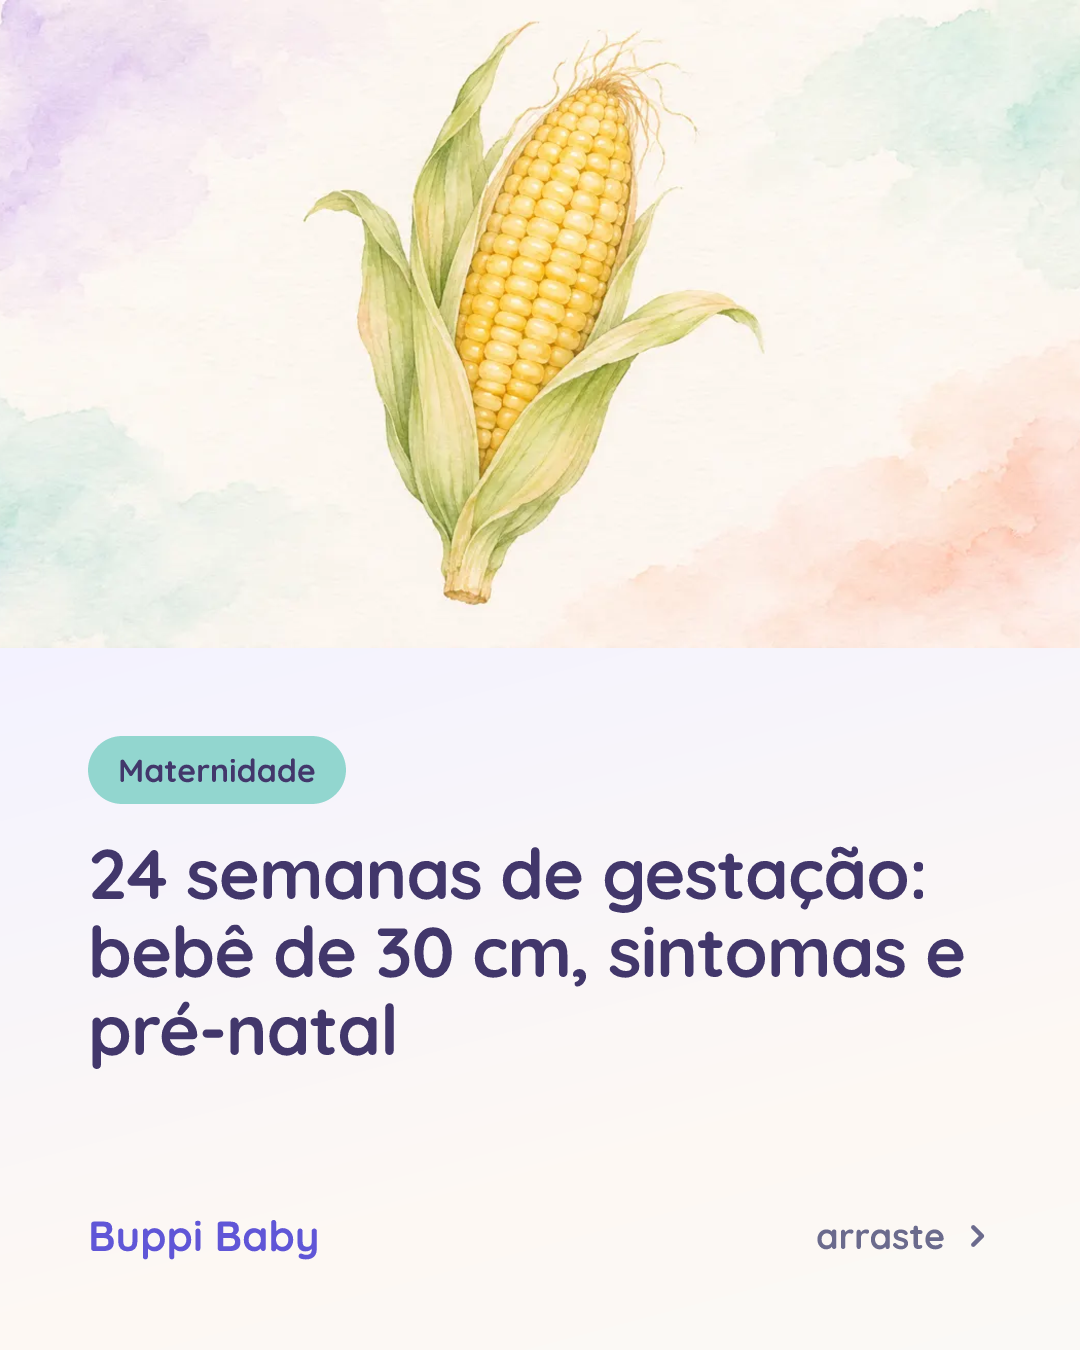 Maternidade
24 semanas de gestação:
bebê de 30 cm, sintomas e
pré-natal
Buppi Baby
arraste